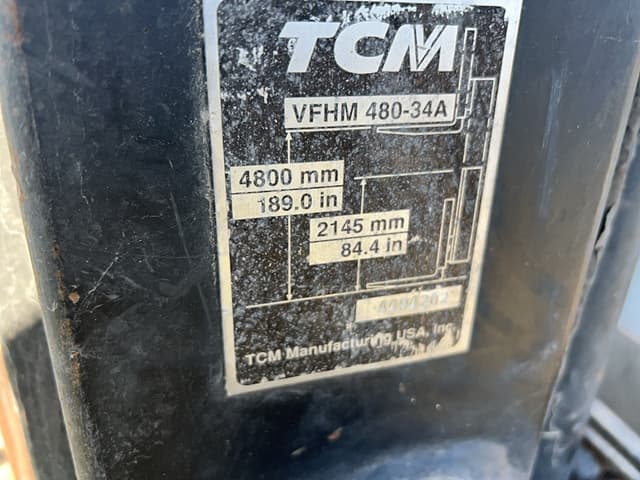 TCM
VFHM 480-34A
4800 mm
189.0 in
2145 mm
84.4 in
TCM Manufacturing USA, Inc.